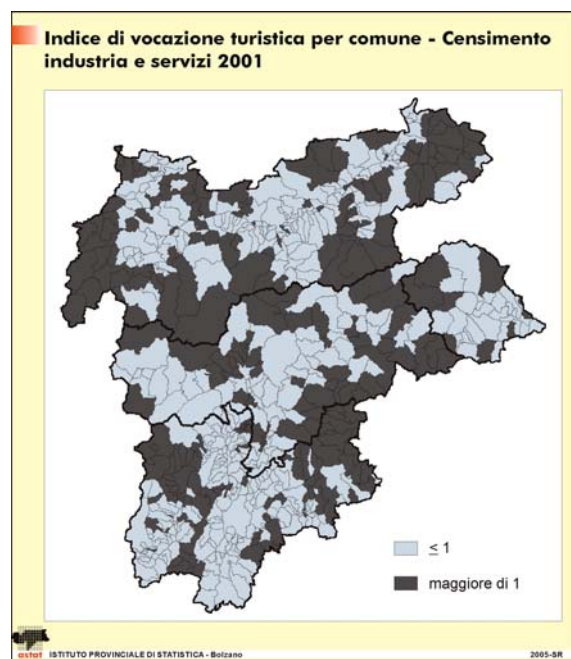 Indice di vocazione turistica per comune - Censimento
industria e servizi 2001
≤ 1
maggiore di 1
astat ISTITUTO PROVINCIALE DI STATISTICA - Bolzano 2005-SR